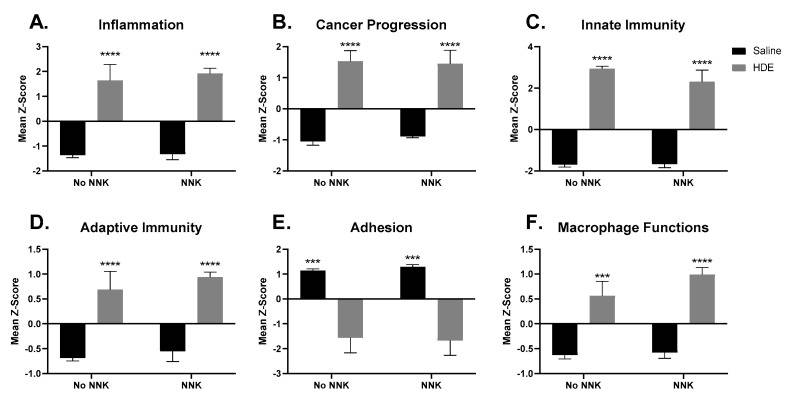 A. Inflammation
Mean Z-Score
3
2
1
0
-1
-2
**** ****
No NNK NNK
B. Cancer Progression
Mean Z-Score
2
1
0
-1
-2
**** ****
No NNK NNK
C. Innate Immunity
Mean Z-Score
4
2
0
-2
**** ****
No NNK NNK
Saline
HDE
D. Adaptive Immunity
Mean Z-Score
1.5
1.0
0.5
0.0
-0.5
-1.0
**** ****
No NNK NNK
E. Adhesion
Mean Z-Score
2
1
0
-1
-2
-3
*** ***
No NNK NNK
F. Macrophage Functions
Mean Z-Score
1.5
1.0
0.5
0.0
-0.5
-1.0
*** ****
No NNK NNK